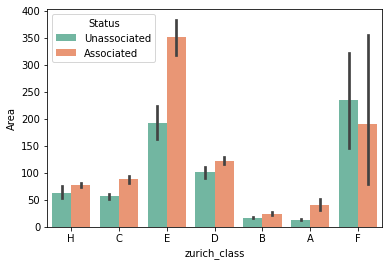 Status
Unassociated
Associated
400
350
300
250
200
150
100
50
0
Area
H C E D B A F
zurich_class